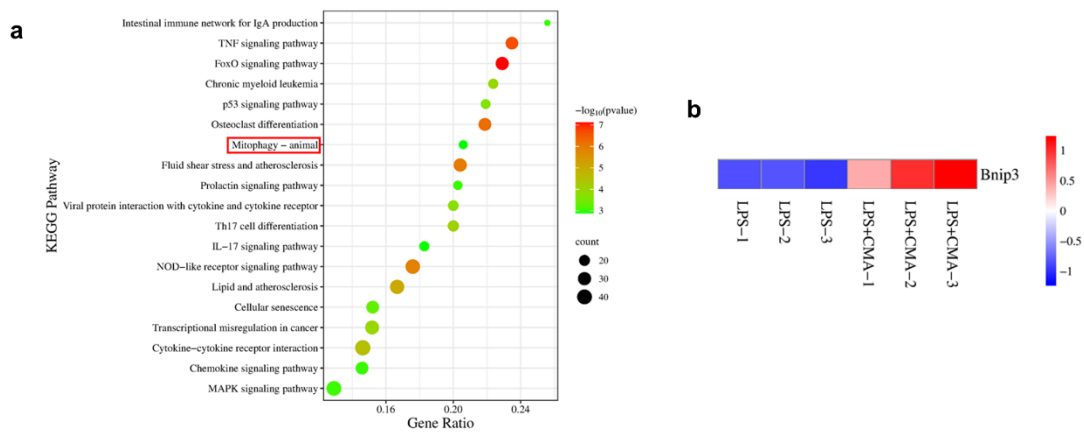 a
Intestinal immune network for IgA production
TNF signaling pathway
FoxO signaling pathway
Chronic myeloid leukemia
p53 signaling pathway
Osteoclast differentiation
Mitophagy − animal
Fluid shear stress and atherosclerosis
Prolactin signaling pathway
Viral protein interaction with cytokine and cytokine receptor
Th17 cell differentiation
IL−17 signaling pathway
NOD−like receptor signaling pathway
Lipid and atherosclerosis
Cellular senescence
Transcriptional misregulation in cancer
Cytokine−cytokine receptor interaction
Chemokine signaling pathway
MAPK signaling pathway
KEGG Pathway
0.16 0.20 0.24
Gene Ratio
−log10(pvalue)
7
6
5
4
3
count
20
30
40
b
Bnip3
LPS−1
LPS−2
LPS−3
LPS+CMA−1
LPS+CMA−2
LPS+CMA−3
1
0.5
0
−0.5
−1